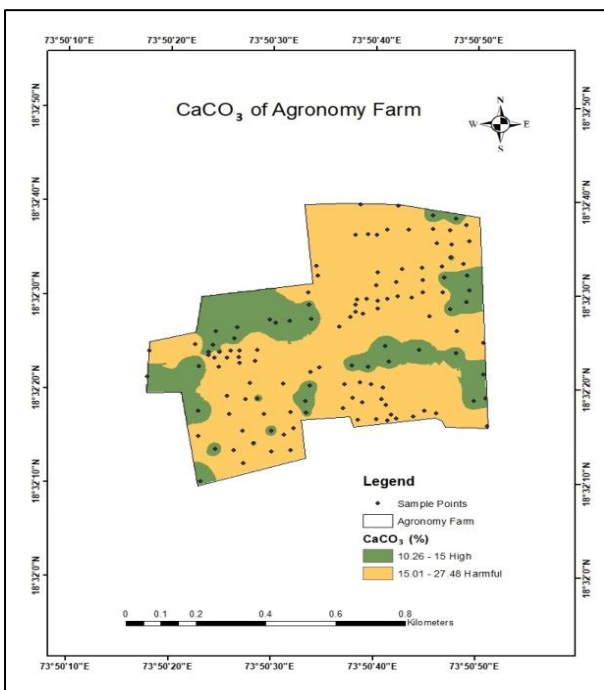 73°50'10"E 73°50'20"E 73°50'30"E 73°50'40"E 73°50'50"E
18°32'50"N 18°32'50"N
CaCO₃ of Agronomy Farm
N
W E
S
18°32'40"N 18°32'40"N
18°32'30"N 18°32'30"N
18°32'20"N 18°32'20"N
18°32'10"N 18°32'10"N
Legend
Sample Points
Agronomy Farm
CaCO₃ (%)
10.26 - 15 High
15.01 - 27.48 Harmful
18°32'0"N 18°32'0"N
0 0.1 0.2 0.4 0.6 0.8
Kilometers
73°50'10"E 73°50'20"E 73°50'30"E 73°50'40"E 73°50'50"E